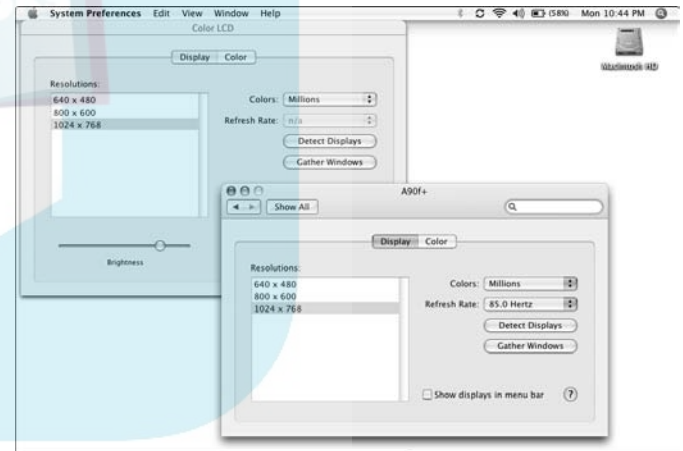 System Preferences Edit View Window Help (58%) Mon 10:44 PM
Color LCD
Macintosh HD
Display Color
Resolutions:
640 x 480
800 x 600
1024 x 768
Colors: Millions
Refresh Rate: n/a
Detect Displays
Gather Windows
Brightness
A90f+
Show All
Display Color
Resolutions:
640 x 480
800 x 600
1024 x 768
Colors: Millions
Refresh Rate: 85.0 Hertz
Detect Displays
Gather Windows
Show displays in menu bar ?